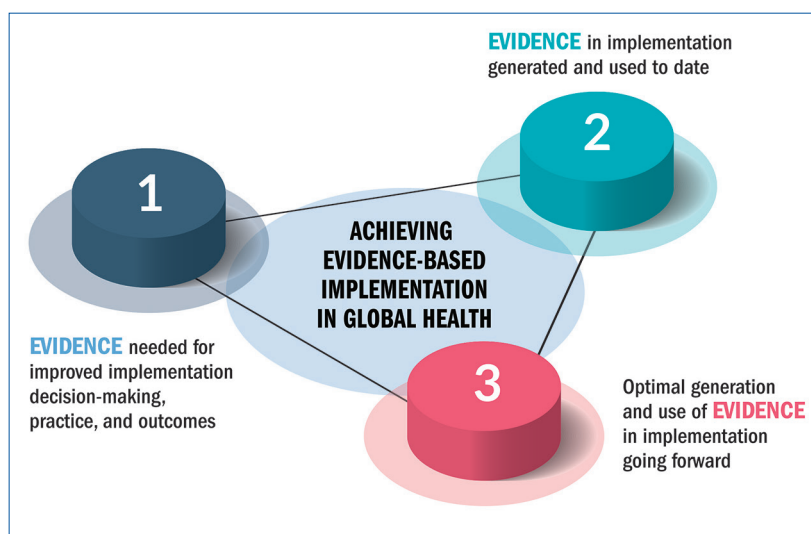 1
EVIDENCE needed for
improved implementation
decision-making,
practice, and outcomes
2
EVIDENCE in implementation
generated and used to date
ACHIEVING
EVIDENCE-BASED
IMPLEMENTATION
IN GLOBAL HEALTH
3
Optimal generation
and use of EVIDENCE
in implementation
going forward